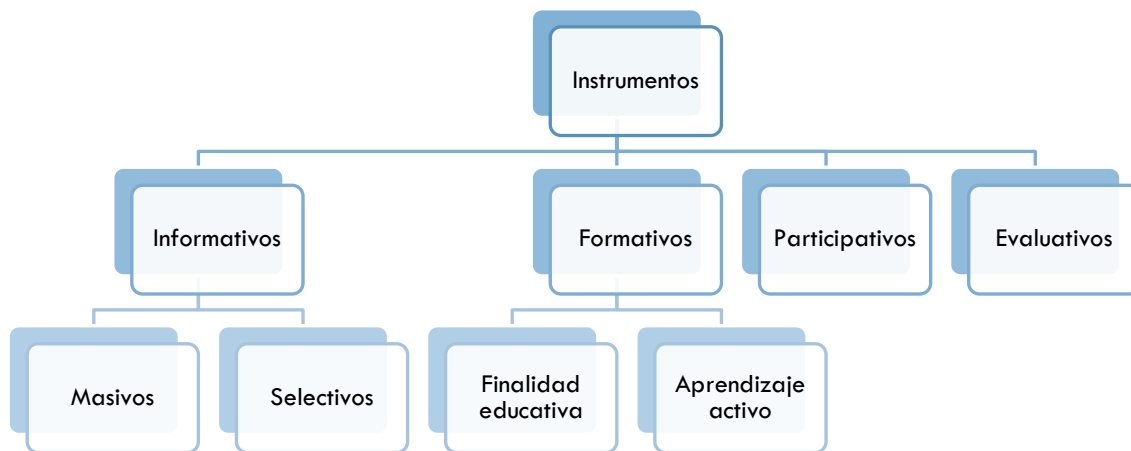 Instrumentos
Informativos
Formativos
Participativos
Evaluativos
Masivos
Selectivos
Finalidad
educativa
Aprendizaje
activo